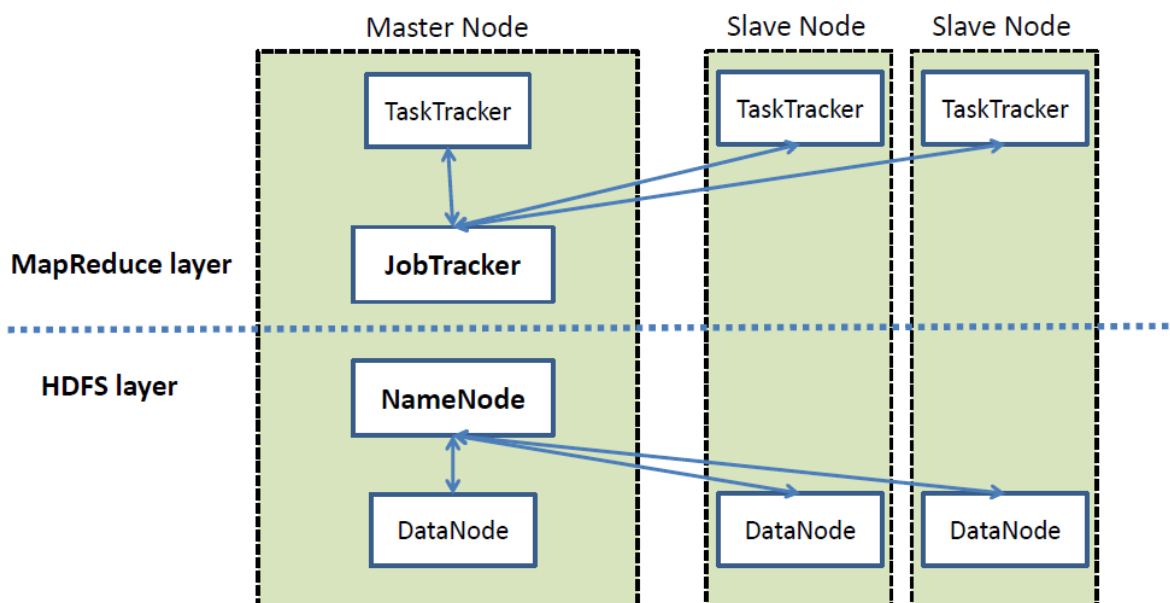 Master Node
Slave Node
Slave Node
TaskTracker
TaskTracker
TaskTracker
MapReduce layer
JobTracker
HDFS layer
NameNode
DataNode
DataNode
DataNode